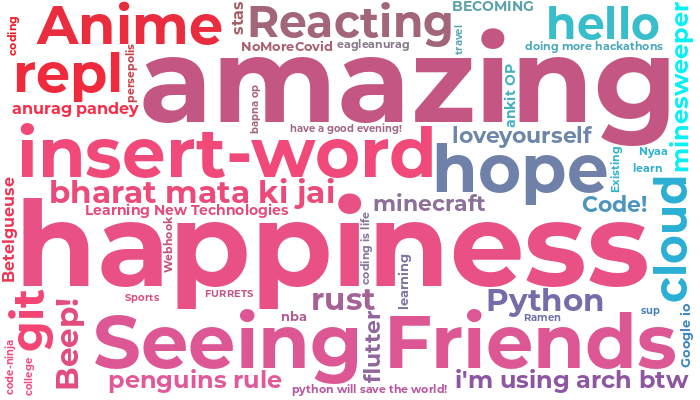 BECOMING
Anime
stas
Reacting
hello
coding
NoMoreCovid
eagleanurag
travel
doing more hackathons
minesweeper
repl
persepolis
amazing
ankit OP
anurag pandey
bapna op
have a good evening!
loveyourself
insert-word
hope
Existing
Nyaa
learn
bharat mata ki jai
minecraft
Code!
cloud
Betelgueuse
Learning New Technologies
happiness
Webhook
coding is life
learning
Sports
FURRETS
rust
Python
git
Beep!
nba
Ramen
sup
Google io
Seeing Friends
flutter
code-ninja
college
penguins rule
python will save the world!
i'm using arch btw